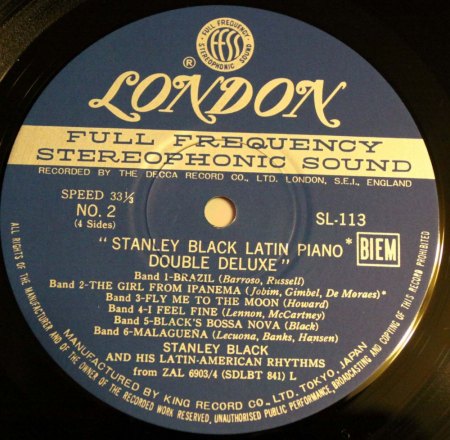 FULL FREQUENCY
ffss
STEREOPHONIC SOUND
®
LONDON
FULL FREQUENCY
STEREOPHONIC SOUND
RECORDED BY THE DECCA RECORD CO., LTD. LONDON, S.E.I., ENGLAND
SPEED 33⅓
NO. 2
(4 Sides)
SL-113
"STANLEY BLACK LATIN PIANO*
DOUBLE DELUXE"
BIEM
Band 1-BRAZIL (Barroso, Russell)
Band 2-THE GIRL FROM IPANEMA (Jobim, Gimbel, De Moraes)*
Band 3-FLY ME TO THE MOON (Howard)
Band 4-I FEEL FINE (Lennon, McCartney)
Band 5-BLACK'S BOSSA NOVA (Black)
Band 6-MALAGUEÑA (Lecuona, Banks, Hansen)
STANLEY BLACK
AND HIS LATIN-AMERICAN RHYTHMS
from ZAL 6903/4 (SDLBT 841) L
MANUFACTURED BY KING RECORD CO., LTD., TOKYO, JAPAN
ALL RIGHTS OF THE MANUFACTURER AND OF THE OWNER OF THE RECORDED WORK RESERVED, UNAUTHORISED PUBLIC PERFORMANCE, BROADCASTING AND COPYING OF THIS RECORD PROHIBITED